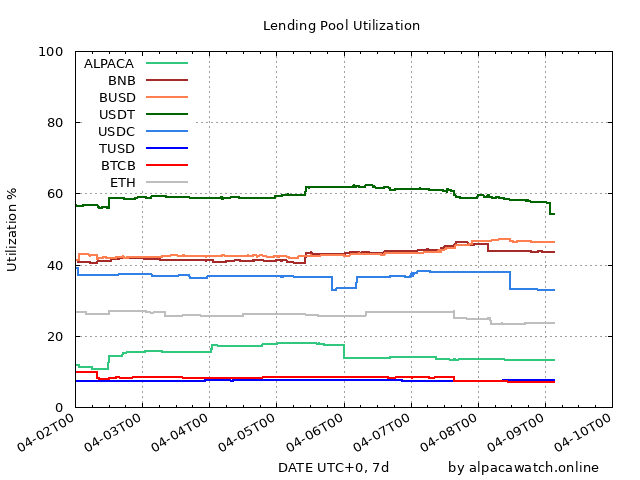 Lending Pool Utilization
100
80
60
40
20
0
Utilization %
ALPACA
BNB
BUSD
USDT
USDC
TUSD
BTCB
ETH
04-02T00
04-03T00
04-04T00
04-05T00
04-06T00
04-07T00
04-08T00
04-09T00
04-10T00
DATE UTC+0, 7d
by alpacawatch.online